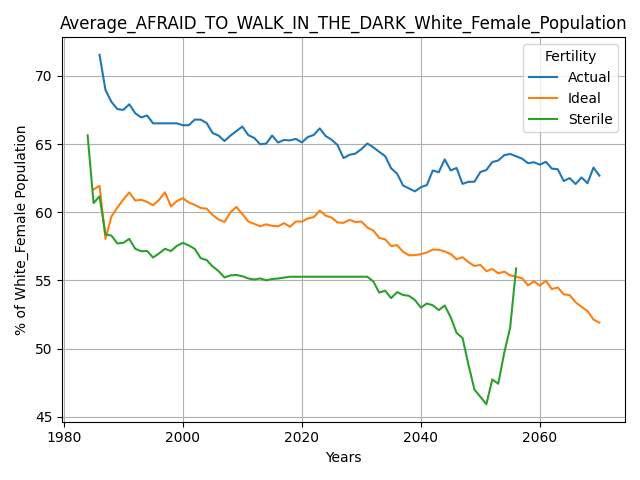 Average_AFRAID_TO_WALK_IN_THE_DARK_White_Female_Population
Fertility
Actual
Ideal
Sterile
% of White_Female Population
70
65
60
55
50
45
1980
2000
2020
2040
2060
Years